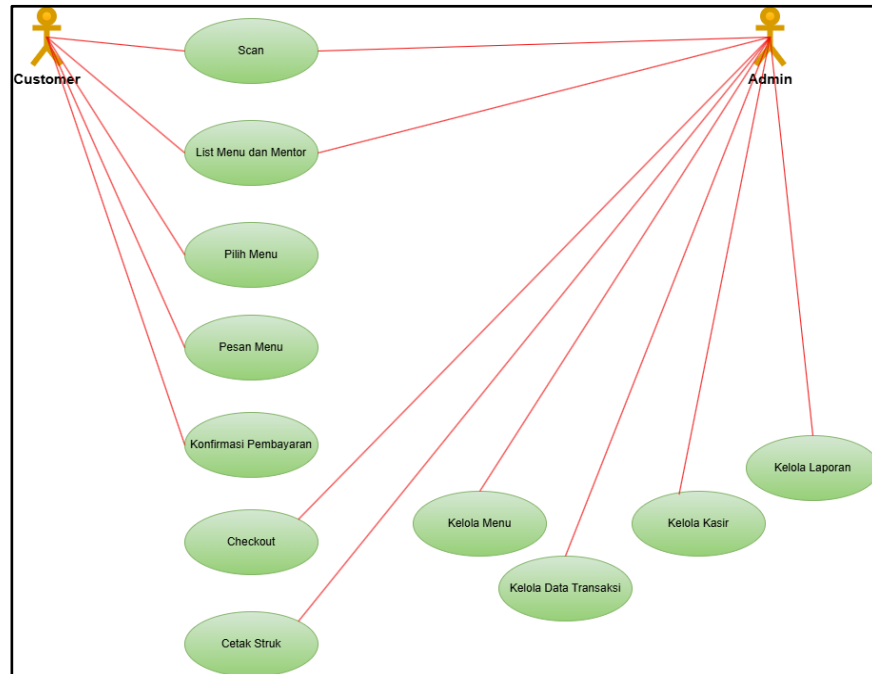 Customer
Admin
Scan
List Menu dan Mentor
Pilih Menu
Pesan Menu
Konfirmasi Pembayaran
Kelola Laporan
Kelola Menu
Kelola Kasir
Checkout
Kelola Data Transaksi
Cetak Struk